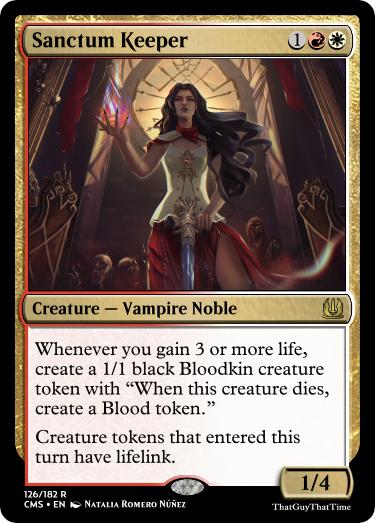 Sanctum Keeper 1
Creature — Vampire Noble
Whenever you gain 3 or more life,
create a 1/1 black Bloodkin creature
token with “When this creature dies,
create a Blood token.”
Creature tokens that entered this
turn have lifelink.
1/4
126/182 R
CMS • EN Natalia Romero Núñez
ThatGuyThatTime